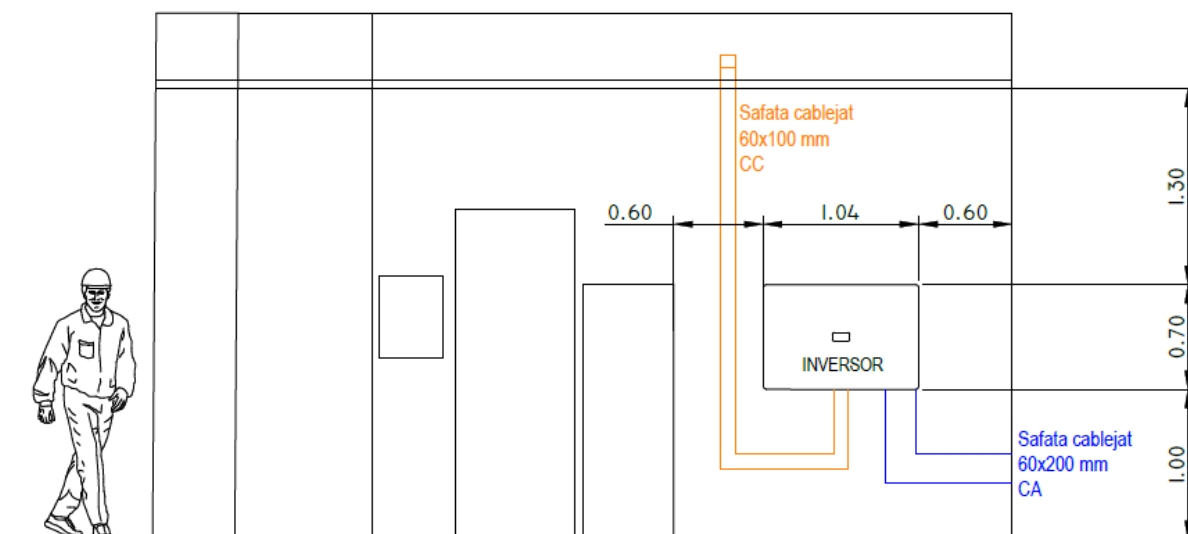 Safata cablejat
60x100 mm
CC
1.30
0.60
1.04
0.60
0.70
INVERSOR
Safata cablejat
60x200 mm
CA
1.00